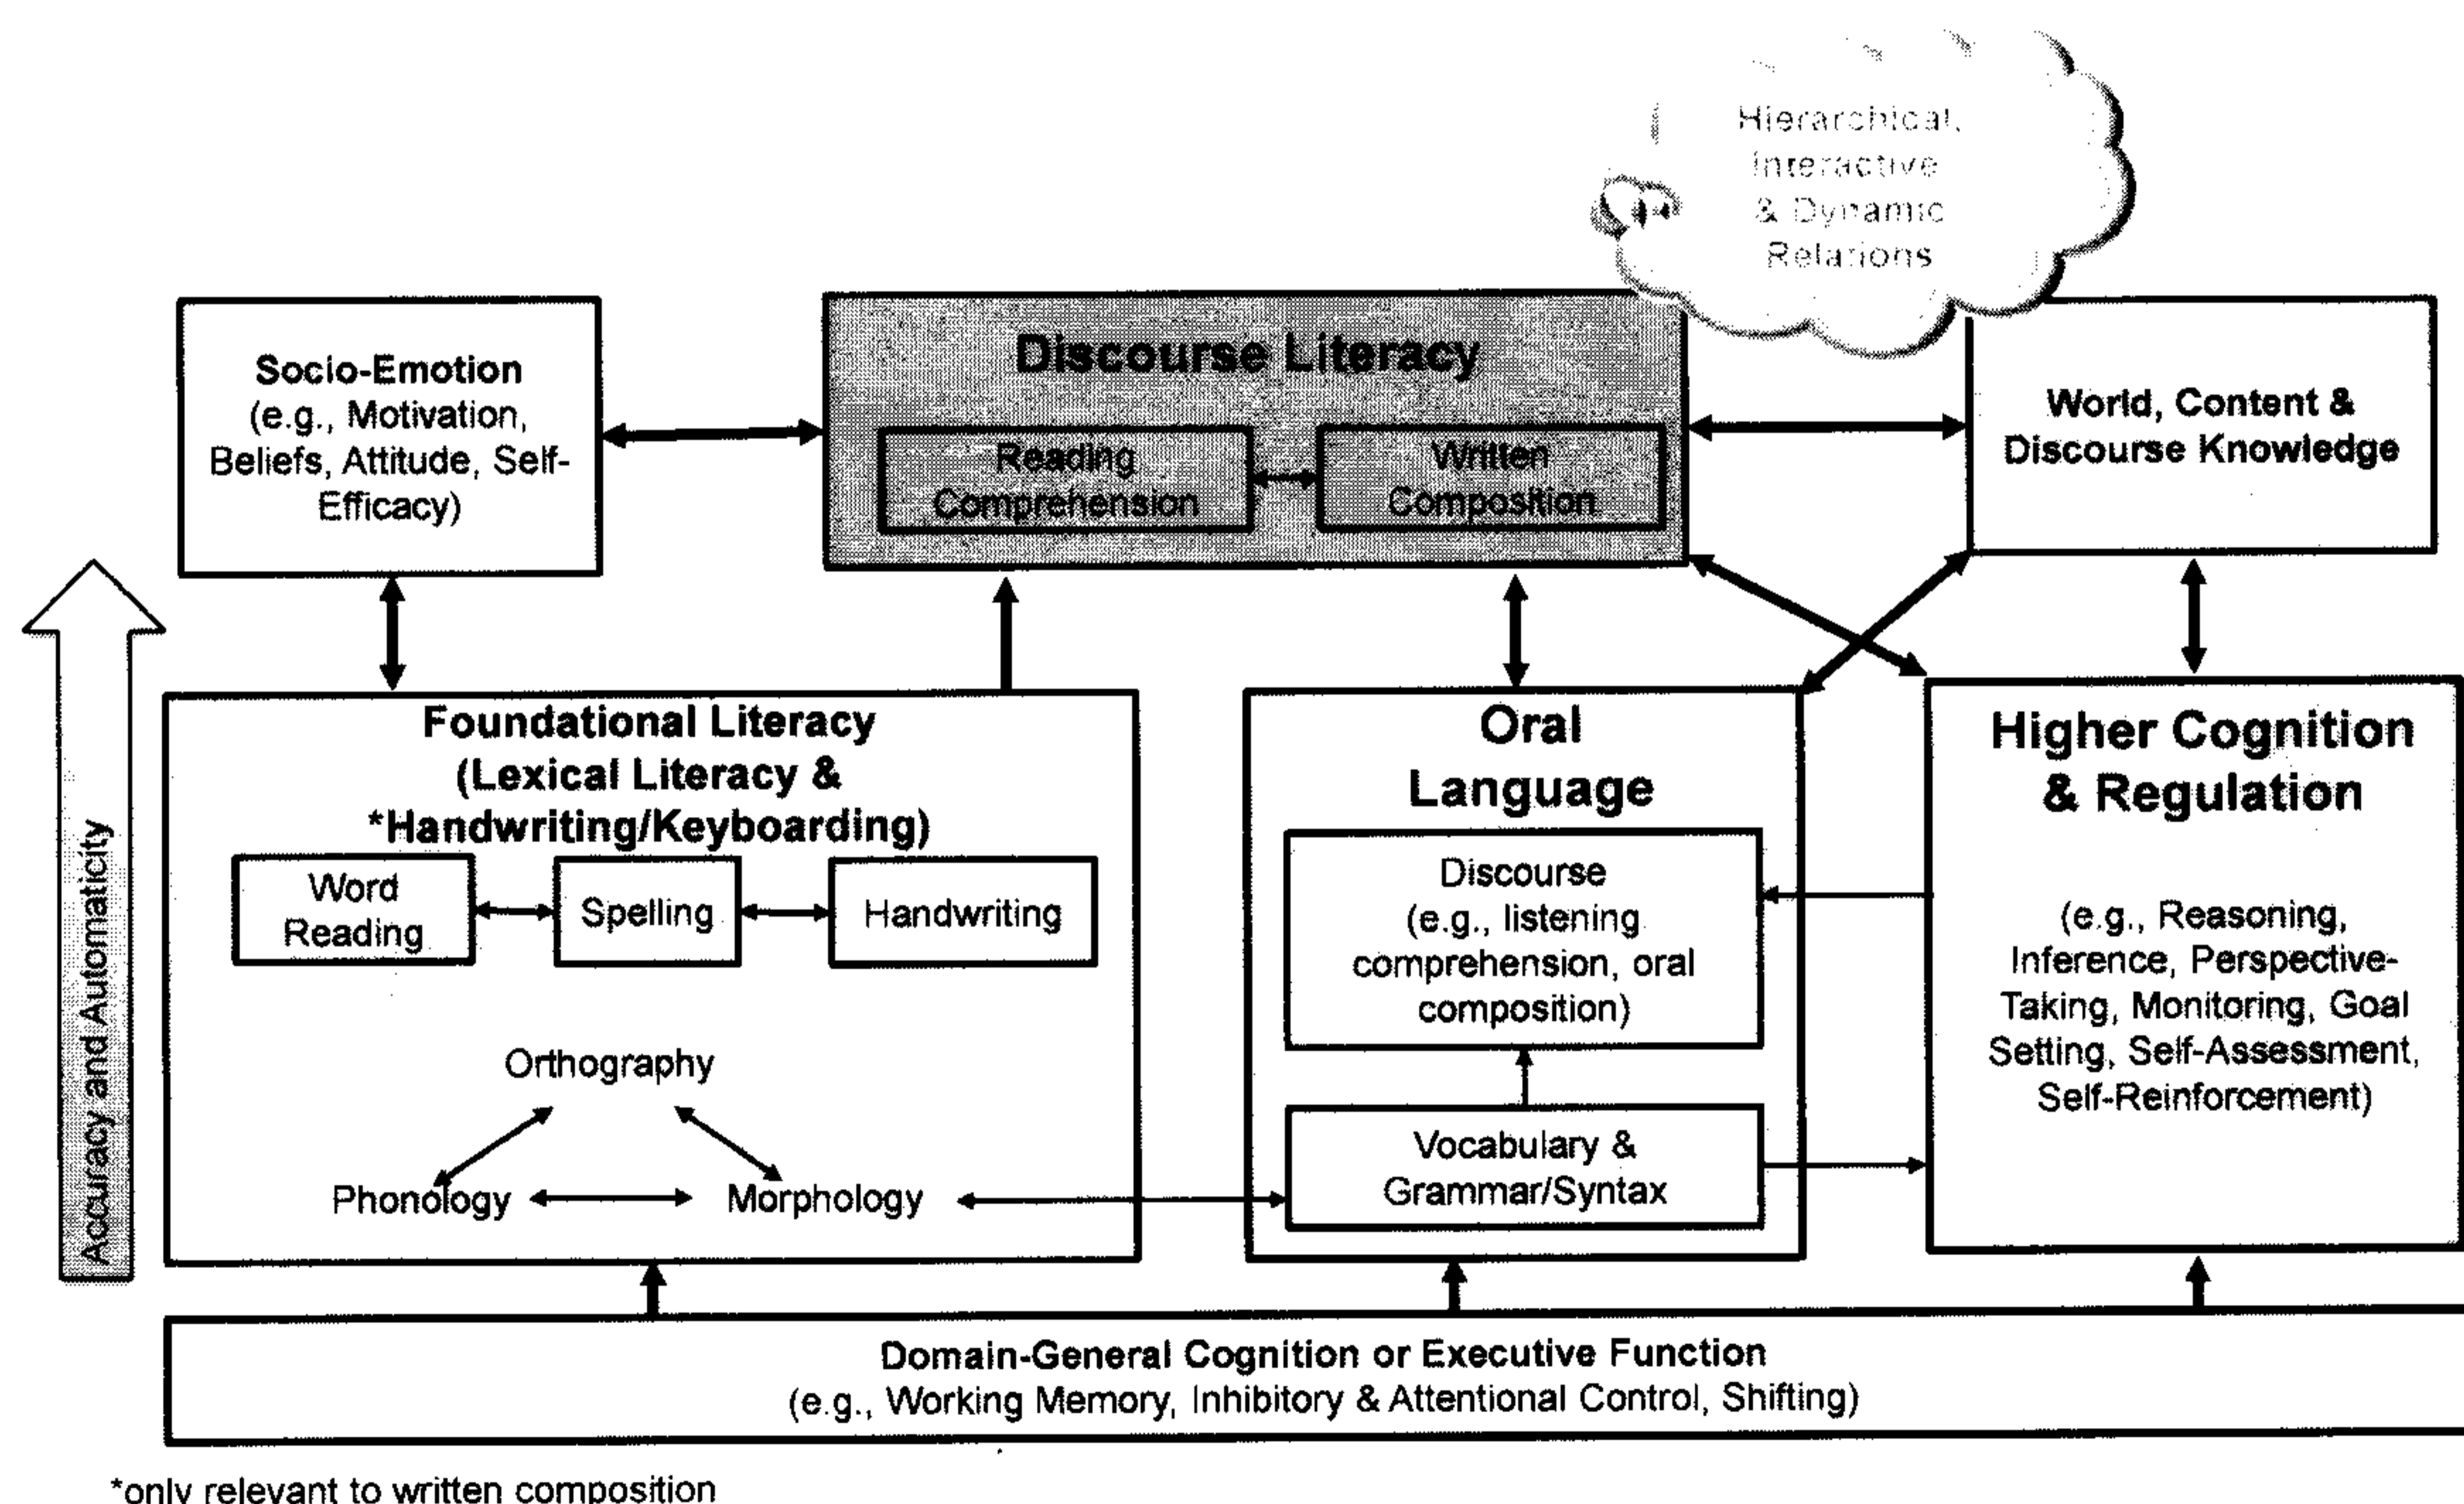 Hierarchical,
Interactive
& Dynamic
Relations
Socio-Emotion
(e.g., Motivation,
Beliefs, Attitude, Self-
Efficacy)
Discourse Literacy
Reading
Comprehension
Written
Composition
World, Content &
Discourse Knowledge
Accuracy and Automaticity
Foundational Literacy
(Lexical Literacy &
*Handwriting/Keyboarding)
Word
Reading
Spelling
Handwriting
Orthography
Phonology
Morphology
Oral
Language
Discourse
(e.g., listening
comprehension, oral
composition)
Vocabulary &
Grammar/Syntax
Higher Cognition
& Regulation
(e.g., Reasoning,
Inference, Perspective-
Taking, Monitoring, Goal
Setting, Self-Assessment,
Self-Reinforcement)
Domain-General Cognition or Executive Function
(e.g., Working Memory, Inhibitory & Attentional Control, Shifting)
*only relevant to written composition